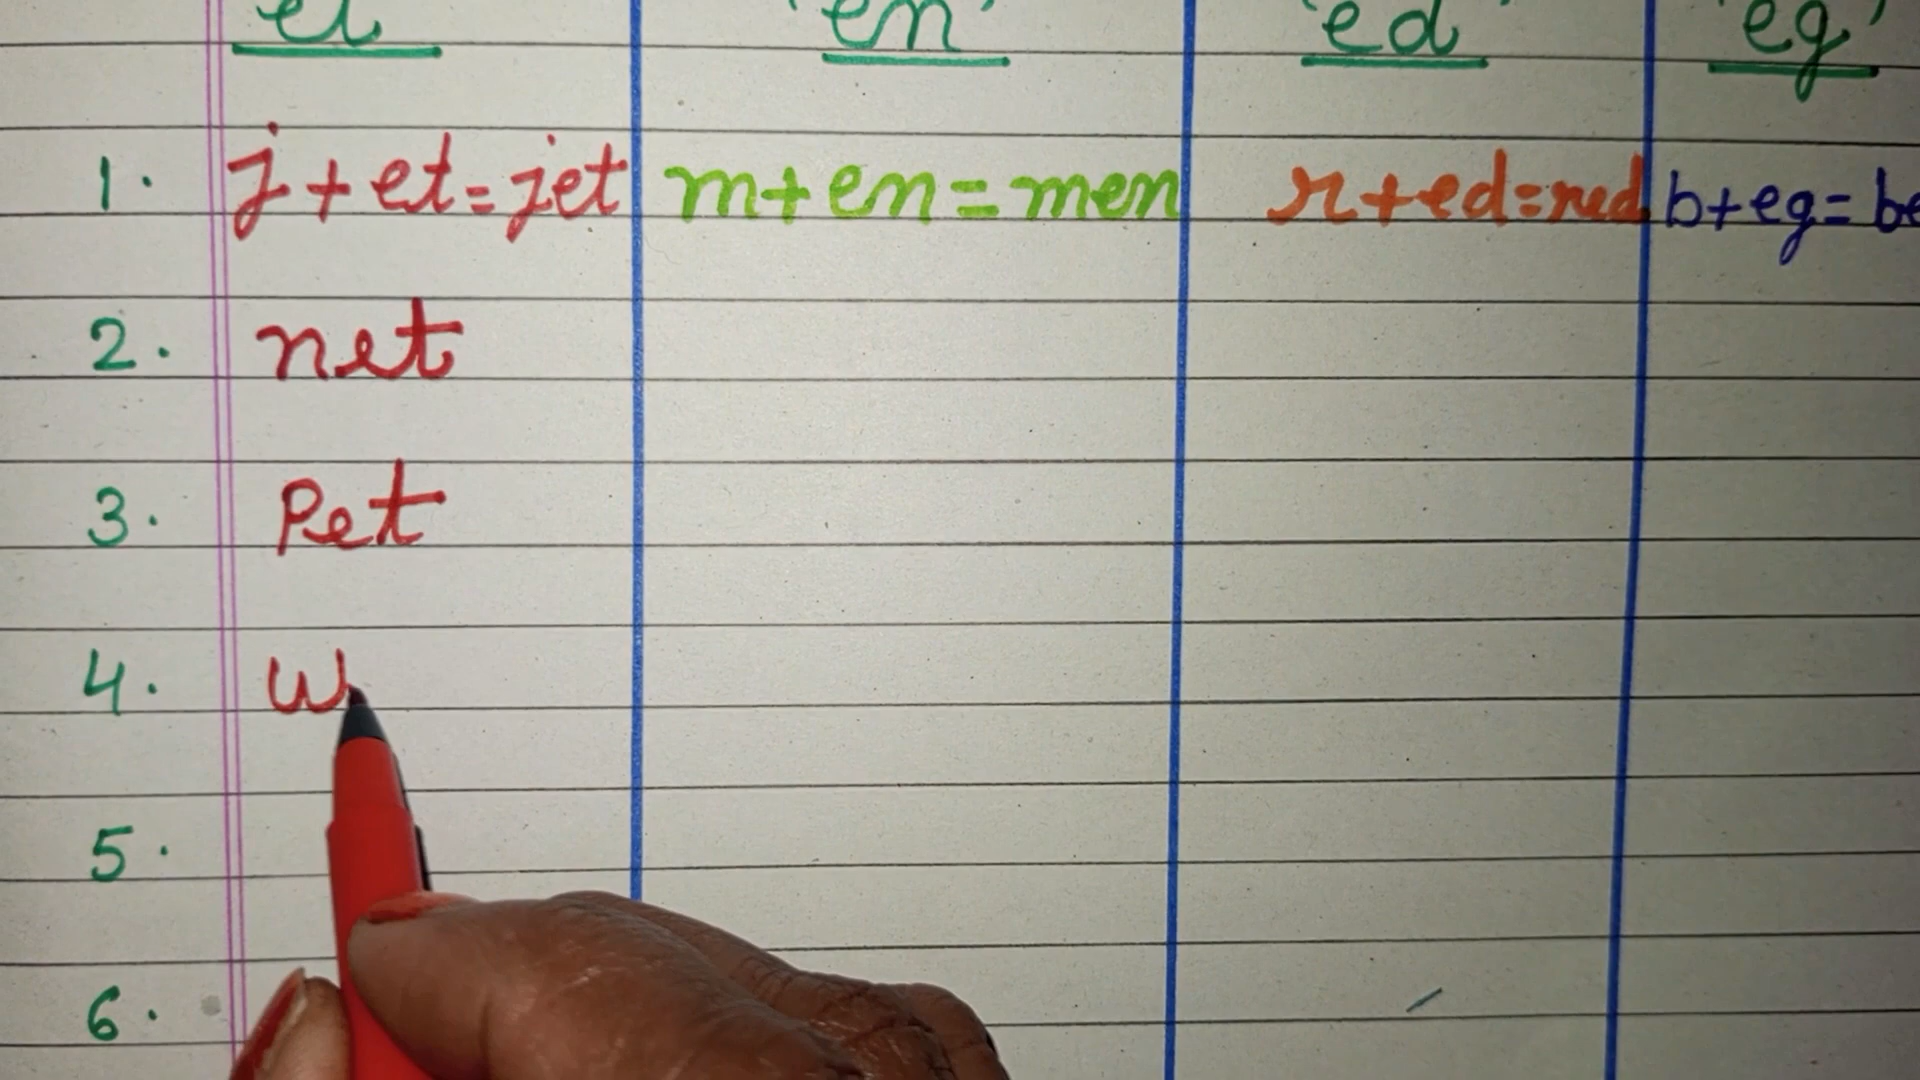 et 'en' 'ed' 'eg'
1. j+et=jet m+en=men r+ed=red b+eg=be
2. net
3. Pet
4. w
5.
6.